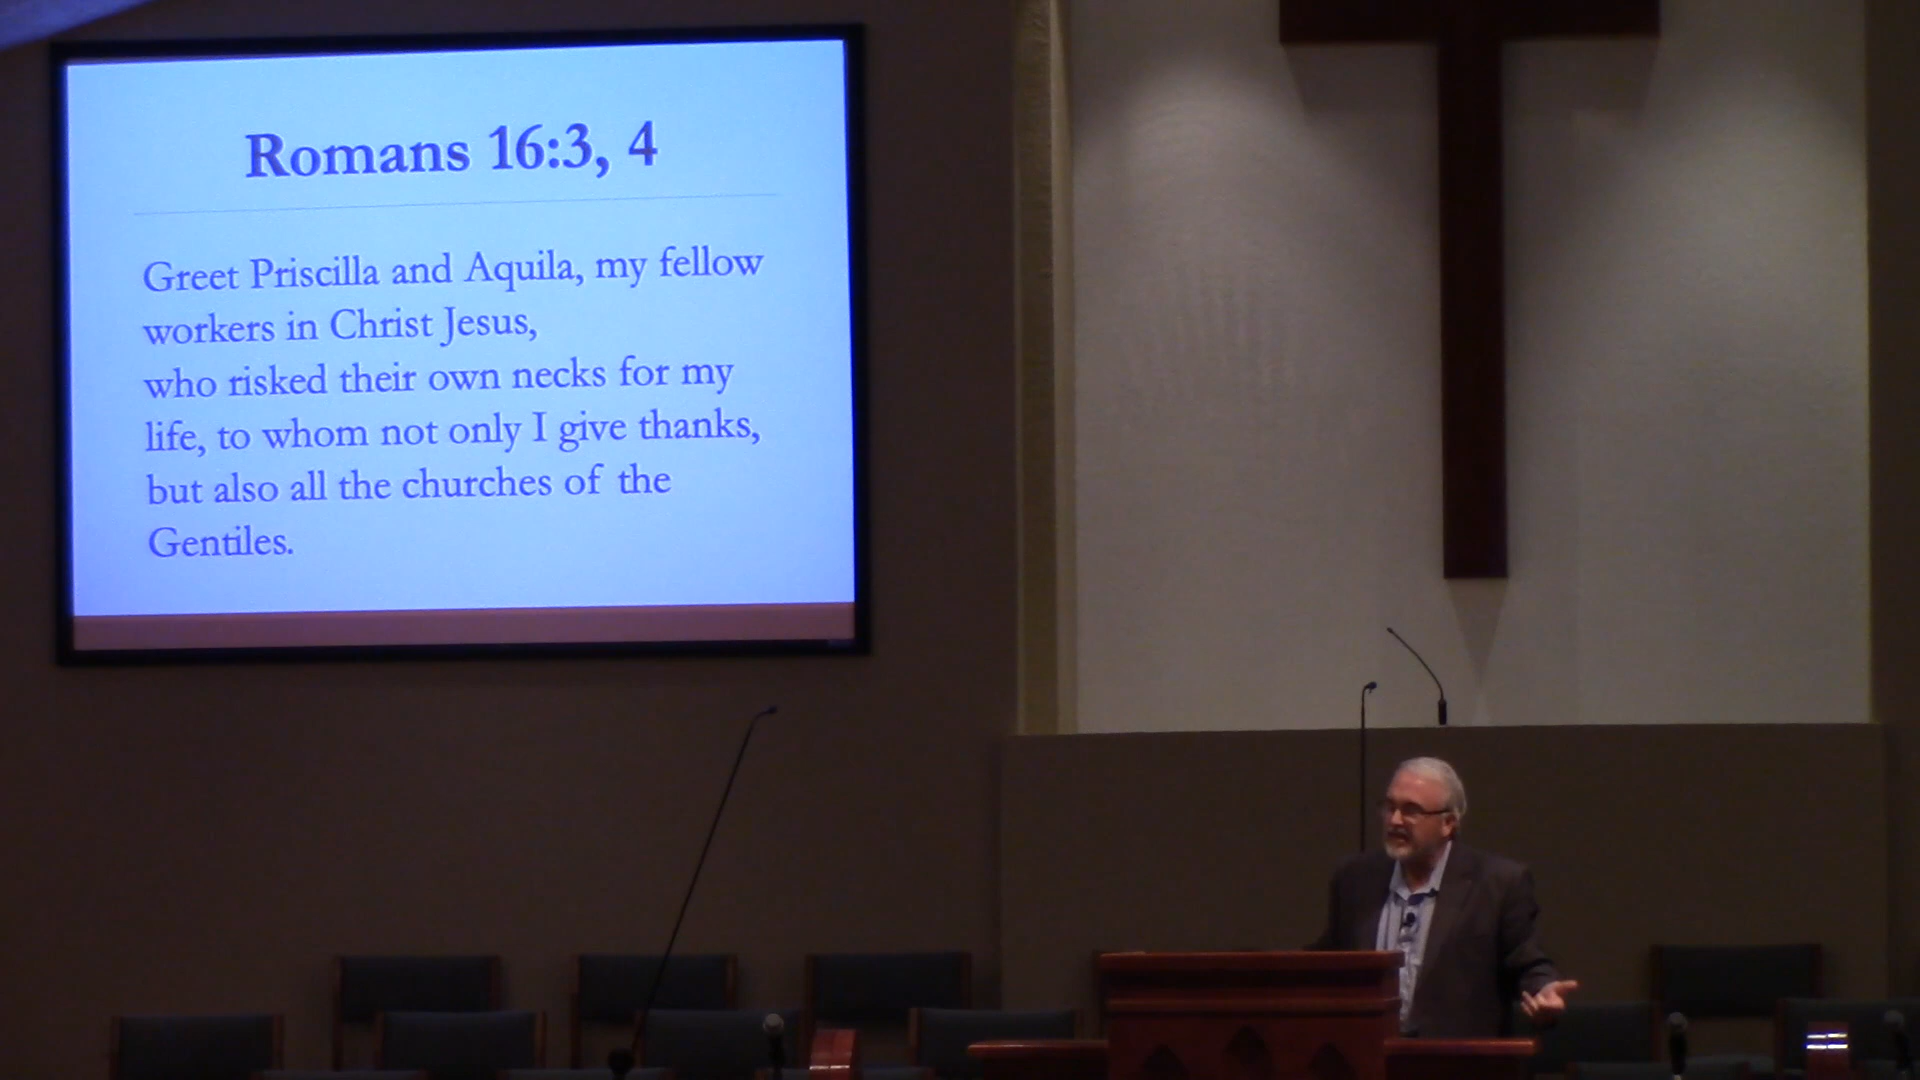 Romans 16:3, 4
Greet Priscilla and Aquila, my fellow
workers in Christ Jesus,
who risked their own necks for my
life, to whom not only I give thanks,
but also all the churches of the
Gentiles.